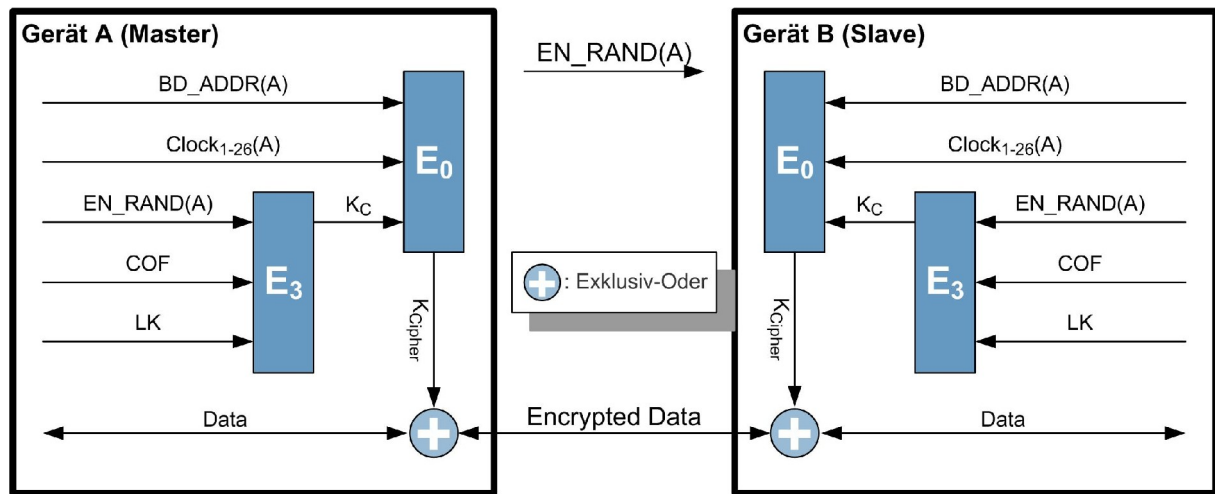 Gerät A (Master)
BD_ADDR(A)
Clock1-26(A)
E0
EN_RAND(A)
KC
COF
E3
LK
KCipher
Data
EN_RAND(A)
: Exklusiv-Oder
Encrypted Data
Gerät B (Slave)
BD_ADDR(A)
Clock1-26(A)
E0
KC
EN_RAND(A)
COF
E3
LK
KCipher
Data